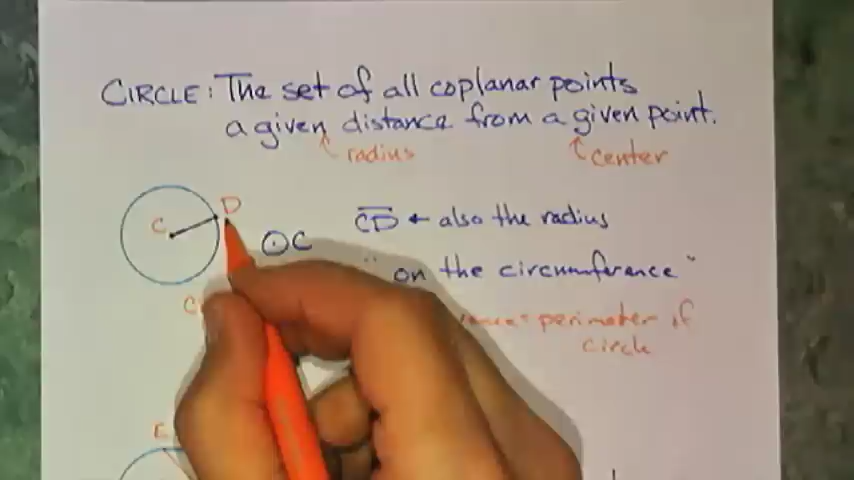 CIRCLE: The set of all coplanar points
a given distance from a given point.
radius
center
C
D
⊙C
CD ← also the radius
"on the circumference"
perimeter of
circle
E